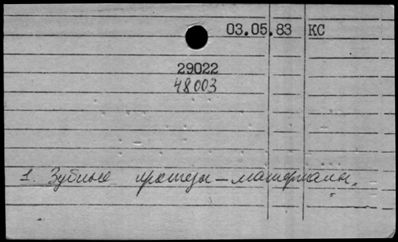 03.05.83 КС
29022
48003
1. Зубные протезы – материалы.